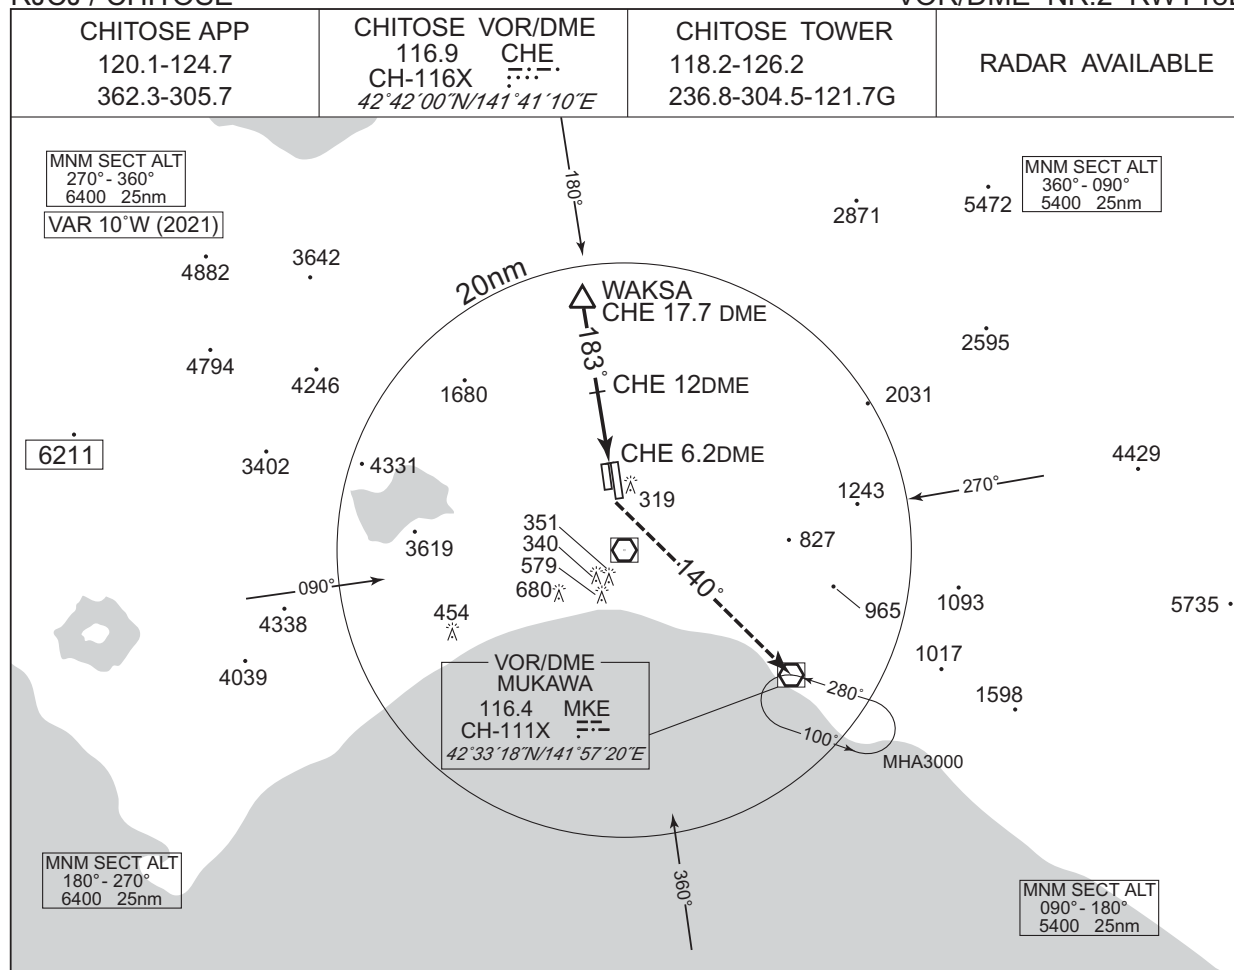 CHITOSE APP
120.1-124.7
362.3-305.7
CHITOSE VOR/DME
116.9 CHE
CH-116X
42°42′00″N/141°41′10″E
CHITOSE TOWER
118.2-126.2
236.8-304.5-121.7G
RADAR AVAILABLE
MNM SECT ALT
270°- 360°
6400 25nm
VAR 10°W (2021)
MNM SECT ALT
360°- 090°
5400 25nm
180°
2871
5472
4882
3642
20nm
WAKSA
CHE 17.7 DME
183°
2595
4794
4246
1680
CHE 12DME
2031
6211
3402
4331
CHE 6.2DME
4429
319
1243
270°
351
340
579
680
3619
827
140°
090°
965
1093
5735
4338
454
4039
1017
1598
VOR/DME
MUKAWA
116.4 MKE
CH-111X
42°33′18″N/141°57′20″E
280°
100°
MHA3000
360°
MNM SECT ALT
180°- 270°
6400 25nm
MNM SECT ALT
090°- 180°
5400 25nm